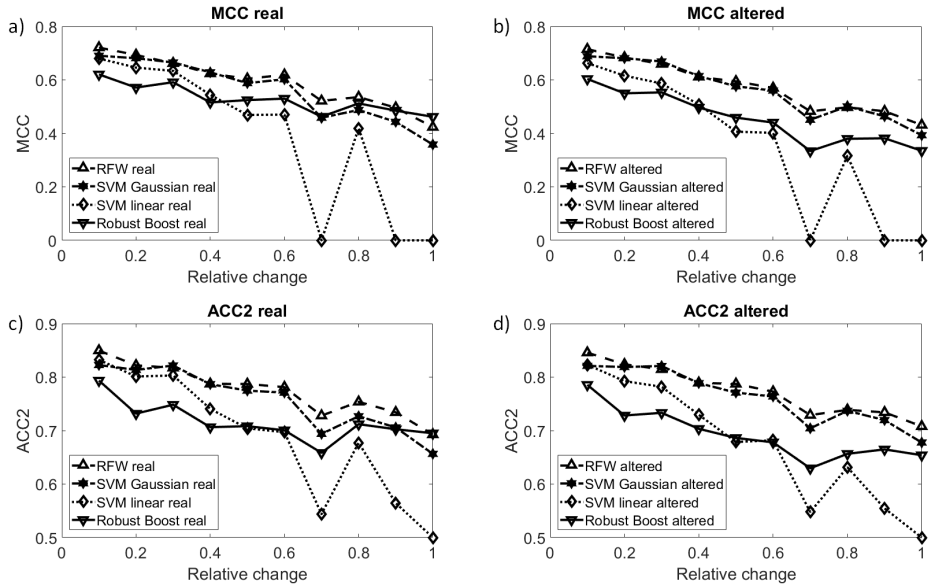 a)
MCC real
0.8
0.6
0.4
0.2
0
MCC
RFW real
SVM Gaussian real
SVM linear real
Robust Boost real
0 0.2 0.4 0.6 0.8 1
Relative change
b)
MCC altered
0.8
0.6
0.4
0.2
0
MCC
RFW altered
SVM Gaussian altered
SVM linear altered
Robust Boost altered
0 0.2 0.4 0.6 0.8 1
Relative change
c)
ACC2 real
0.9
0.8
0.7
0.6
0.5
ACC2
RFW real
SVM Gaussian real
SVM linear real
Robust Boost real
0 0.2 0.4 0.6 0.8 1
Relative change
d)
ACC2 altered
0.9
0.8
0.7
0.6
0.5
ACC2
RFW altered
SVM Gaussian altered
SVM linear altered
Robust Boost altered
0 0.2 0.4 0.6 0.8 1
Relative change